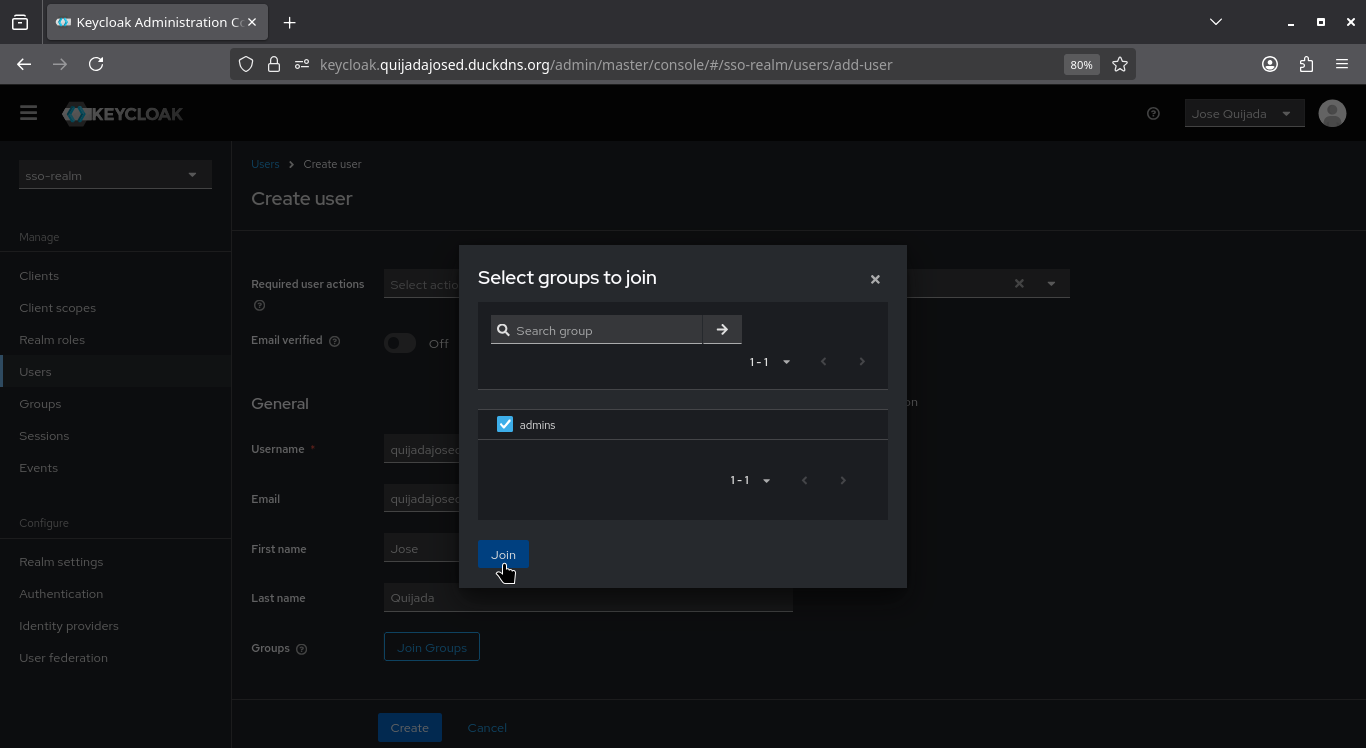 Keycloak Administration Co
keycloak.quijadajosed.duckdns.org/admin/master/console/#/sso-realm/users/add-user
80%
KEYCLOAK
Jose Quijada
sso-realm
Manage
Clients
Client scopes
Realm roles
Users
Groups
Sessions
Events
Configure
Realm settings
Authentication
Identity providers
User federation
Users > Create user
Create user
Required user actions
Select actio
Email verified
Off
General
on
Username *
quijadajosed
Email
quijadajosed
First name
Jose
Last name
Quijada
Groups
Join Groups
Create
Cancel
Select groups to join
Search group
1 - 1
admins
1 - 1
Join